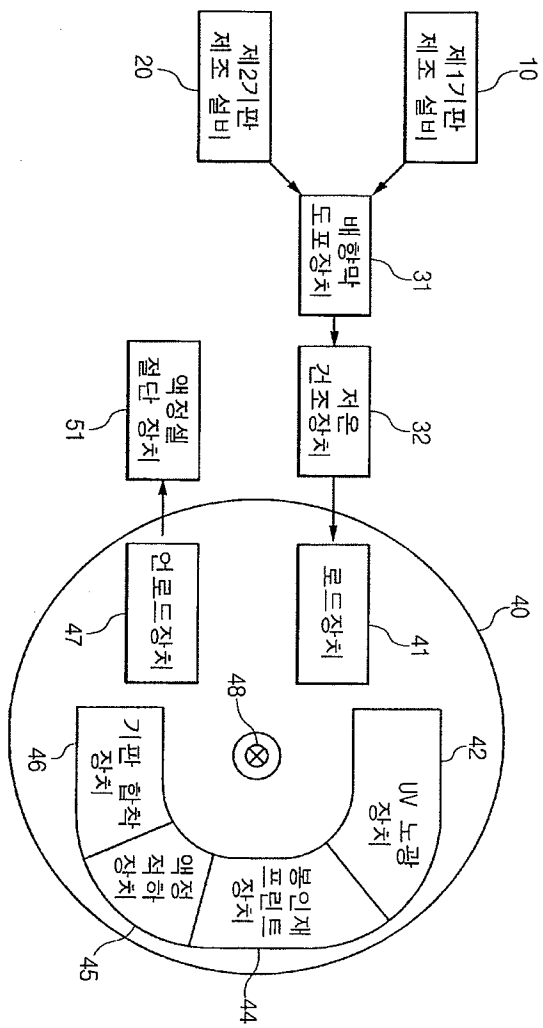 10
제1기판
제조 설비
20
제2기판
제조 설비
31
배향막
도포장치
32
저온
건조장치
40
41
로드장치
42
UV 노광
장치
44
봉인재
프린트
장치
45
액정
적하
장치
46
기판 합착
장치
47
언로드장치
48
51
액정셀
절단 장치